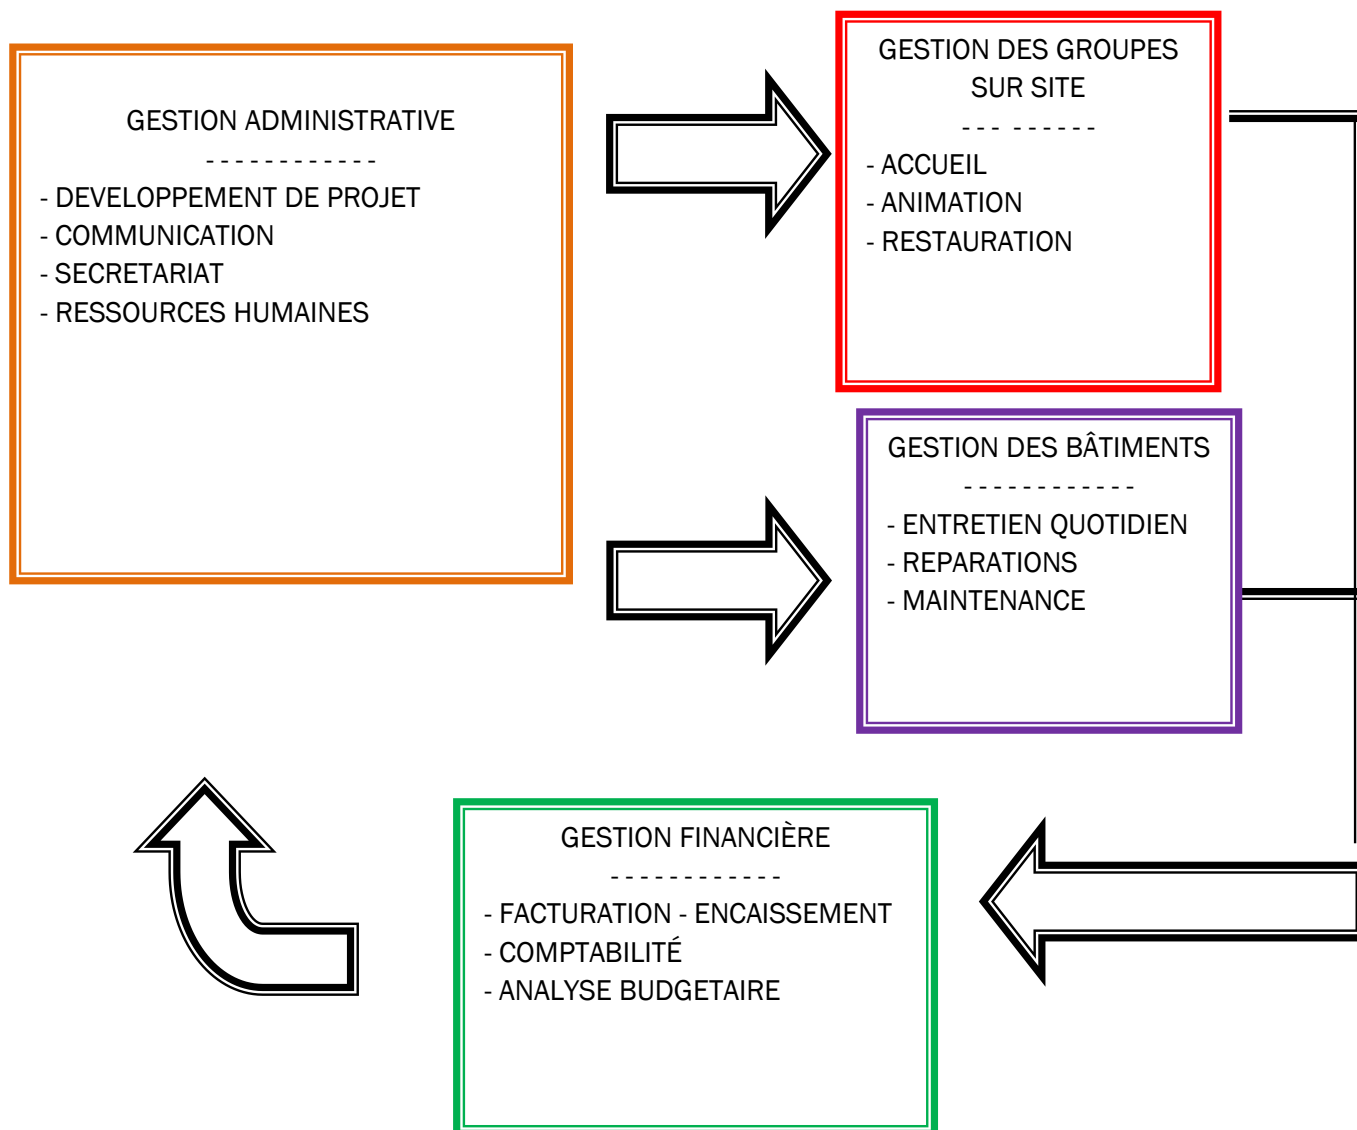 GESTION ADMINISTRATIVE
- - - - - - - - - - - -
- DEVELOPPEMENT DE PROJET
- COMMUNICATION
- SECRETARIAT
- RESSOURCES HUMAINES
GESTION DES GROUPES
SUR SITE
- - - - - - - - -
- ACCUEIL
- ANIMATION
- RESTAURATION
GESTION DES BÂTIMENTS
- - - - - - - - - - - -
- ENTRETIEN QUOTIDIEN
- REPARATIONS
- MAINTENANCE
GESTION FINANCIÈRE
- - - - - - - - - - - -
- FACTURATION - ENCAISSEMENT
- COMPTABILITÉ
- ANALYSE BUDGETAIRE